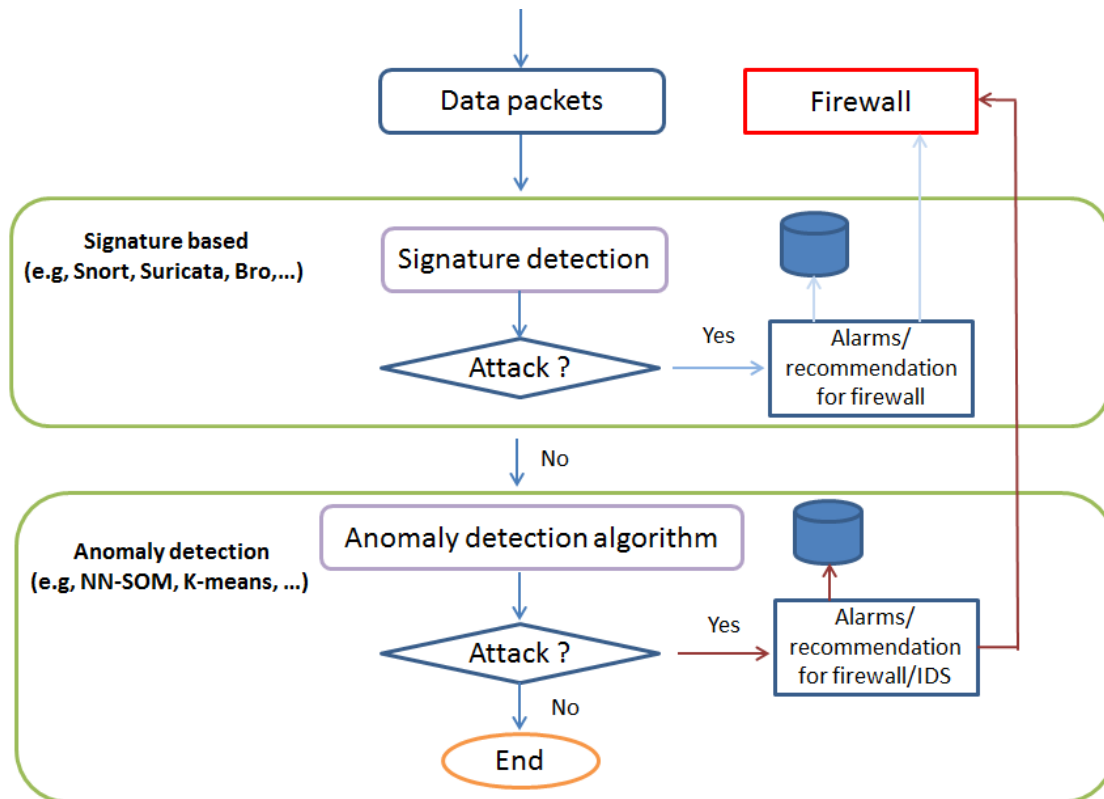 Data packets
Firewall
Signature based
(e.g, Snort, Suricata, Bro,...)
Signature detection
Attack ?
Yes
Alarms/
recommendation
for firewall
No
Anomaly detection
(e.g, NN-SOM, K-means, ...)
Anomaly detection algorithm
Attack ?
Yes
Alarms/
recommendation
for firewall/IDS
No
End